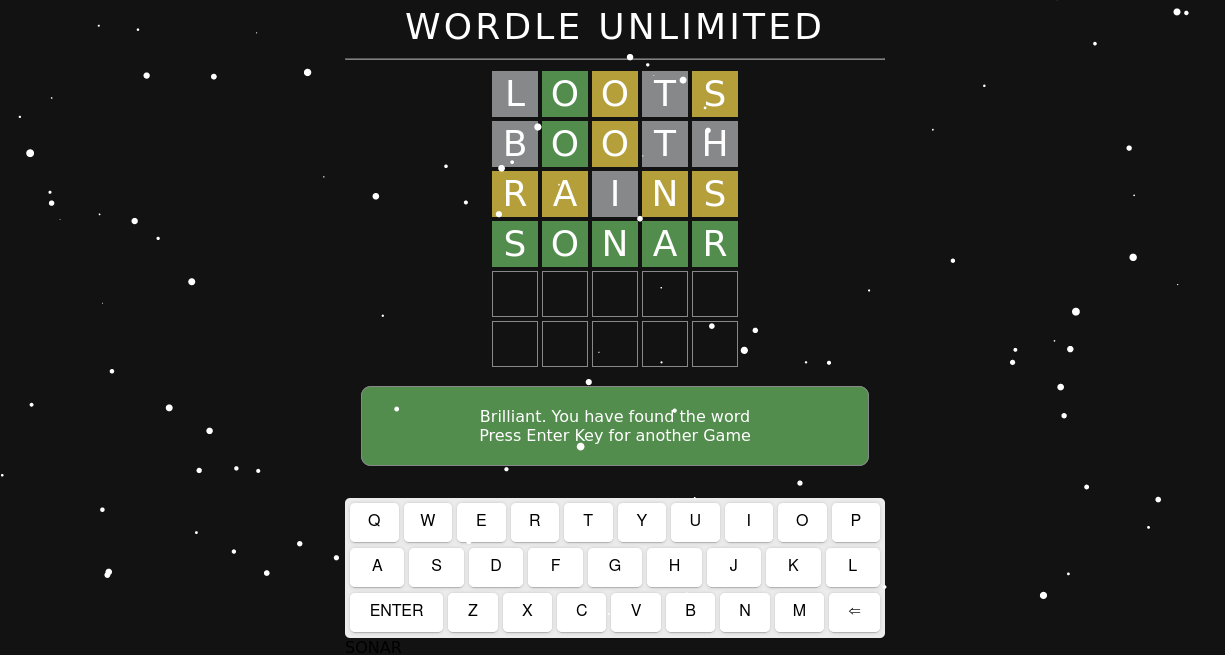 WORDLE UNLIMITED
L O O T S
B O O T H
R A I N S
S O N A R
Brilliant. You have found the word
Press Enter Key for another Game
Q W E R T Y U I O P
A S D F G H J K L
ENTER Z X C V B N M ⇐
SONAR